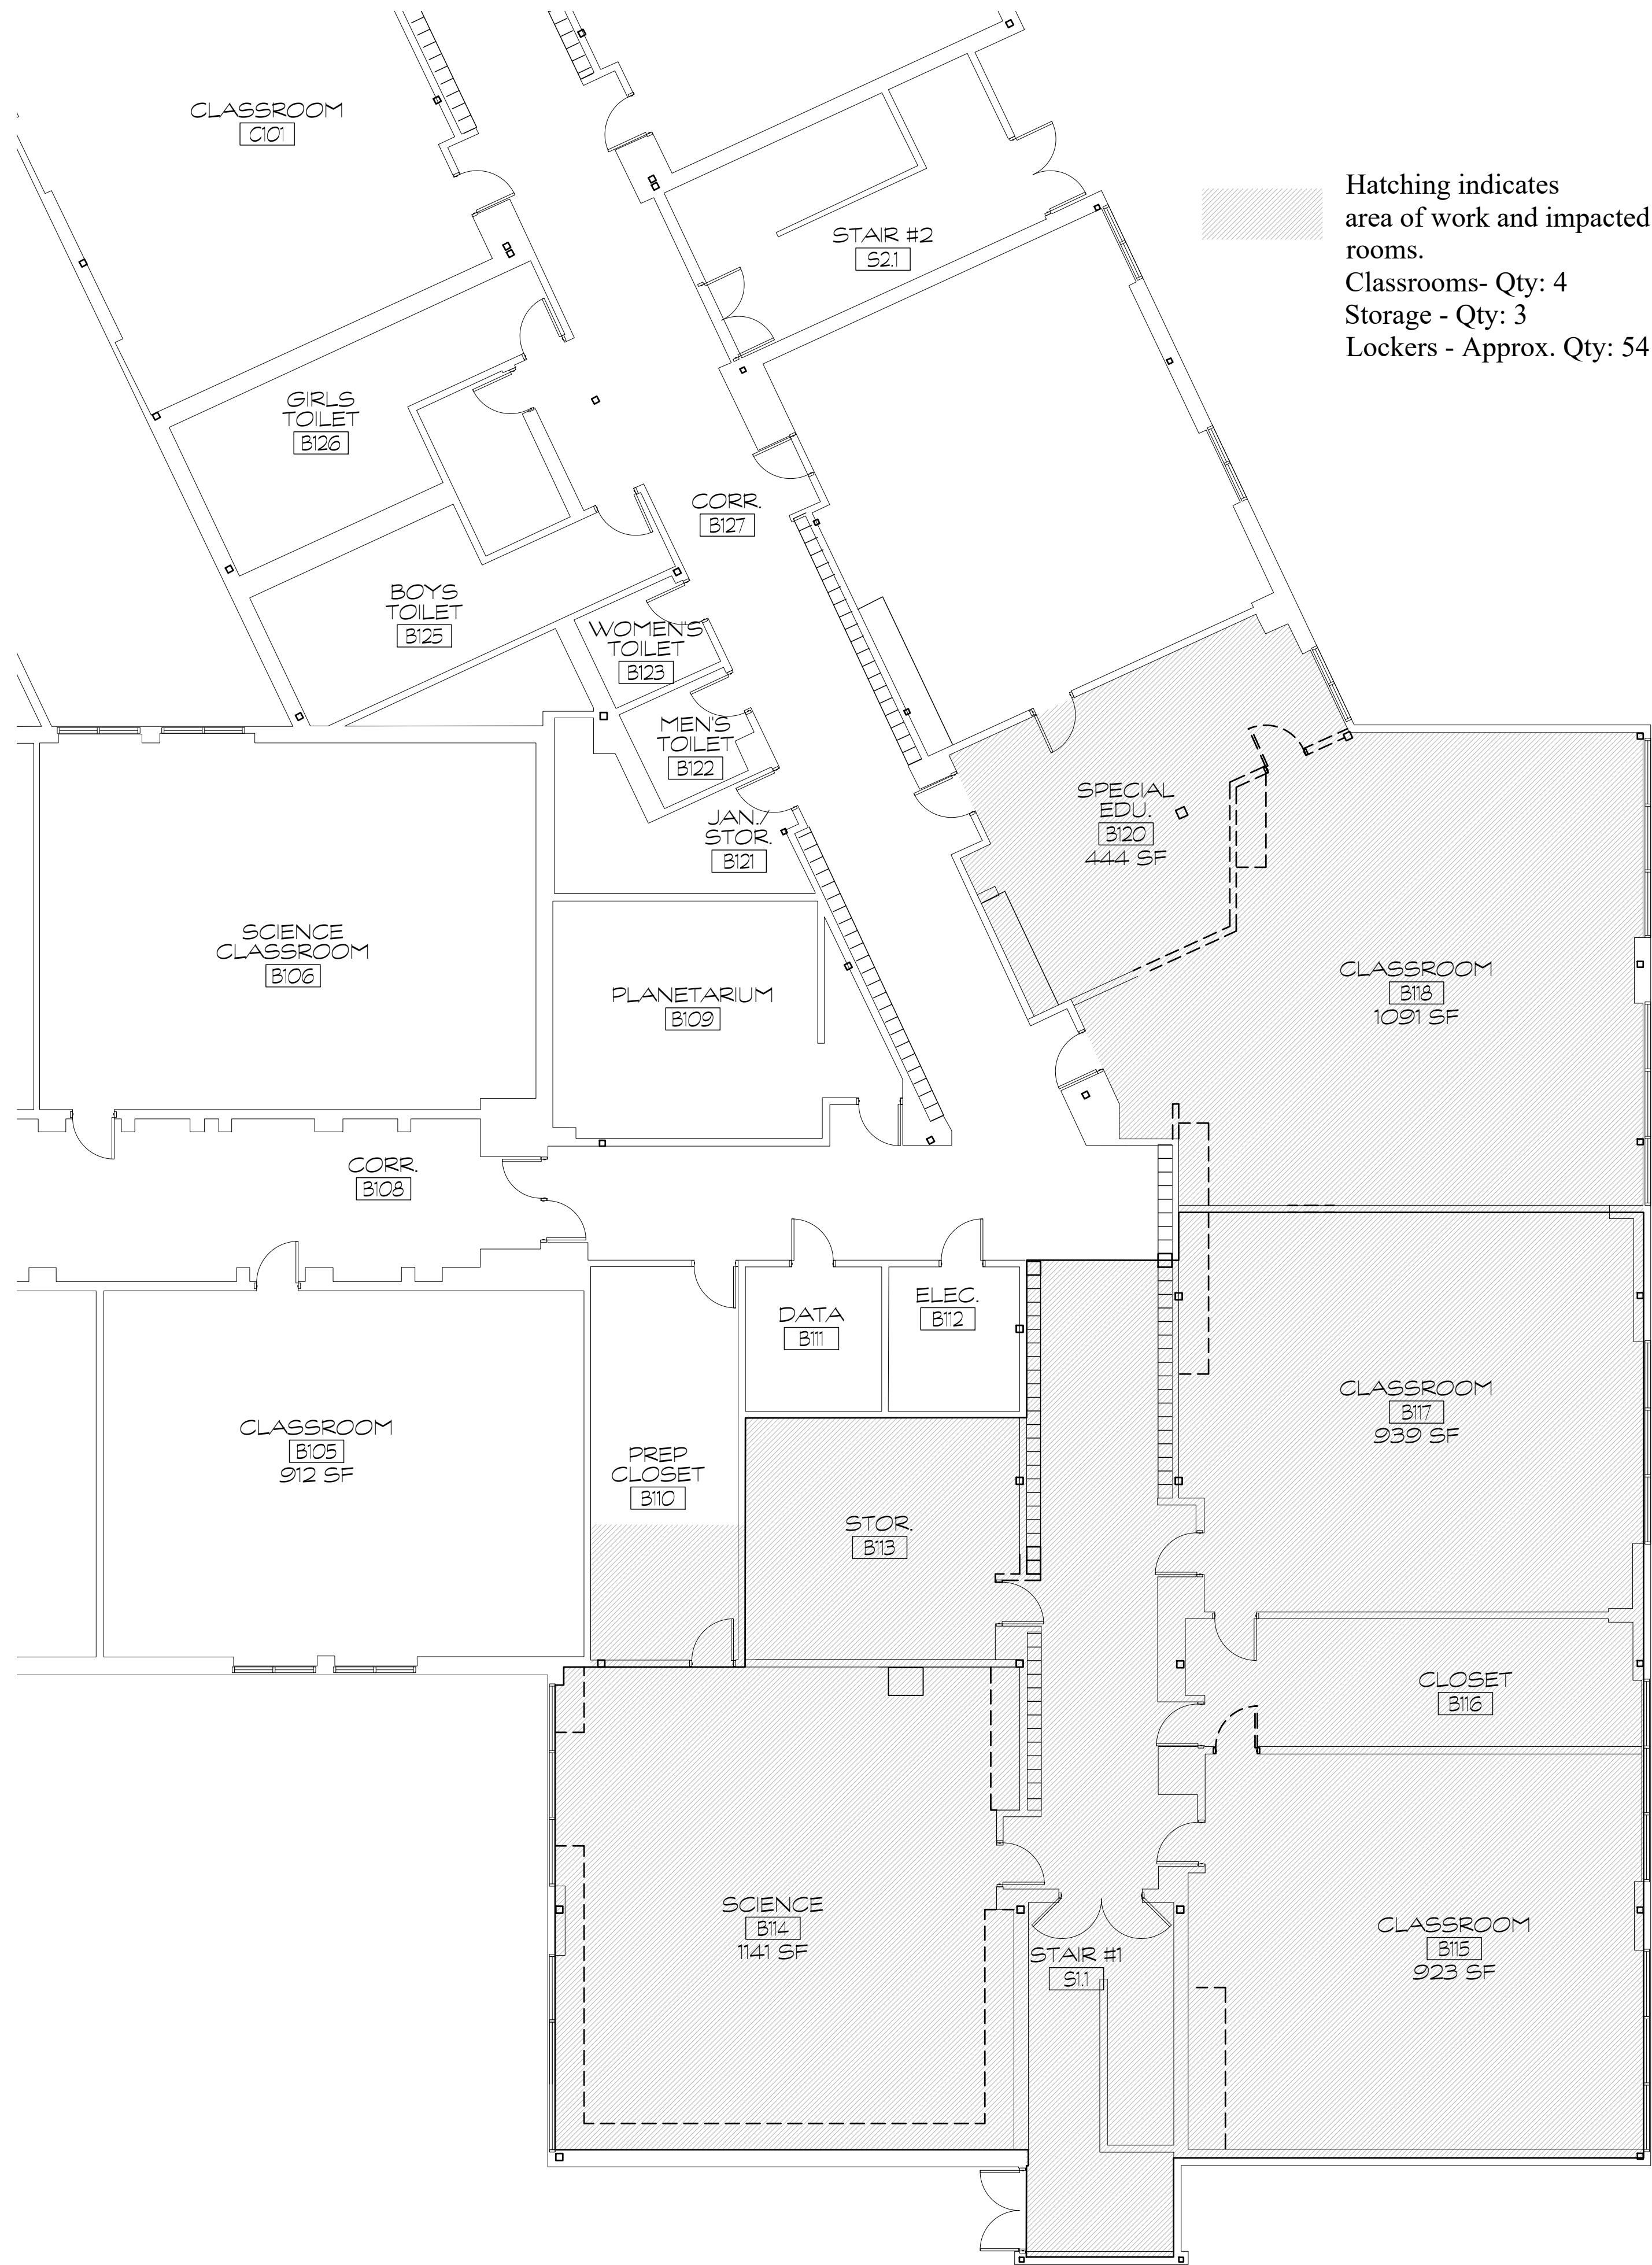 CLASSROOM
C101
STAIR #2
S2.1
Hatching indicates
area of work and impacted
rooms.
Classrooms- Qty: 4
Storage - Qty: 3
Lockers - Approx. Qty: 54
GIRLS
TOILET
B126
CORR.
B127
BOYS
TOILET
B125
WOMEN'S
TOILET
B123
MEN'S
TOILET
B122
JAN./
STOR.
B121
SPECIAL
EDU.
B120
444 SF
SCIENCE
CLASSROOM
B106
PLANETARIUM
B109
CLASSROOM
B118
1091 SF
CORR.
B108
DATA
B111
ELEC.
B112
CLASSROOM
B117
939 SF
CLASSROOM
B105
912 SF
PREP
CLOSET
B110
STOR.
B113
CLOSET
B116
SCIENCE
B114
1141 SF
STAIR #1
S1.1
CLASSROOM
B115
923 SF